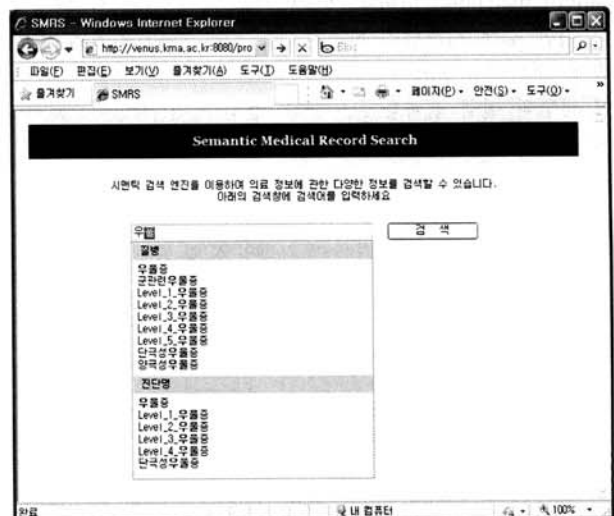 SMRS - Windows Internet Explorer
http://venus.kma.ac.kr:8080/pro
파일(F) 편집(E) 보기(V) 즐겨찾기(A) 도구(T) 도움말(H)
즐겨찾기 SMRS 페이지(P) 안전(S) 도구(O) »
Semantic Medical Record Search
시멘틱 검색 엔진을 이용하여 의료 정보에 관한 다양한 정보를 검색할 수 있습니다.
아래의 검색창에 검색어를 입력하세요
검 색
질병
우울증
군관련우울증
Level_1_우울증
Level_2_우울증
Level_3_우울증
Level_4_우울증
Level_5_우울증
단극성우울증
양극성우울증
진단명
우울증
Level_1_우울증
Level_2_우울증
Level_3_우울증
Level_4_우울증
단극성우울증
완료 내 컴퓨터 100%